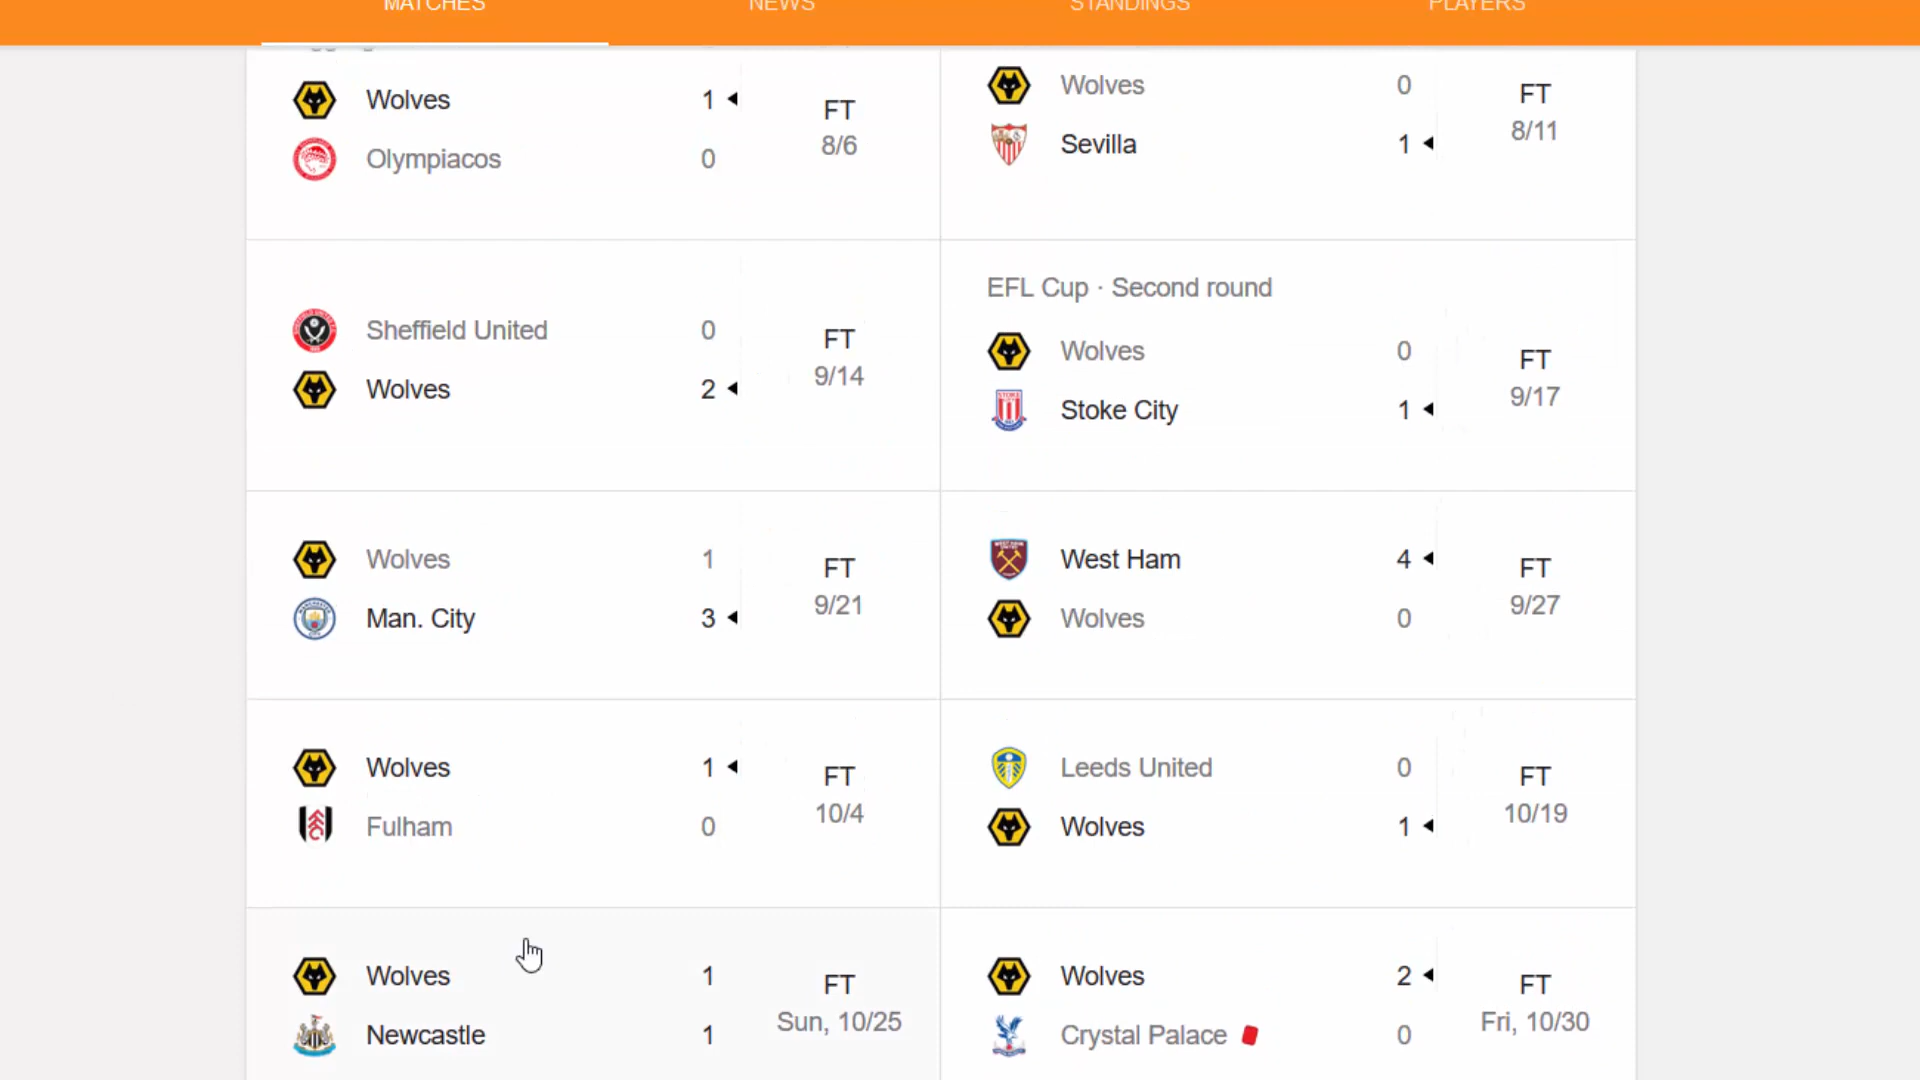 MATCHES NEWS STANDINGS PLAYERS
Wolves 1 FT
Olympiacos 0 8/6
Wolves 0 FT
Sevilla 1 8/11
Sheffield United 0 FT
Wolves 2 9/14
EFL Cup · Second round
Wolves 0 FT
Stoke City 1 9/17
Wolves 1 FT
Man. City 3 9/21
West Ham 4 FT
Wolves 0 9/27
Wolves 1 FT
Fulham 0 10/4
Leeds United 0 FT
Wolves 1 10/19
Wolves 1 FT
Newcastle 1 Sun, 10/25
Wolves 2 FT
Crystal Palace 0 Fri, 10/30